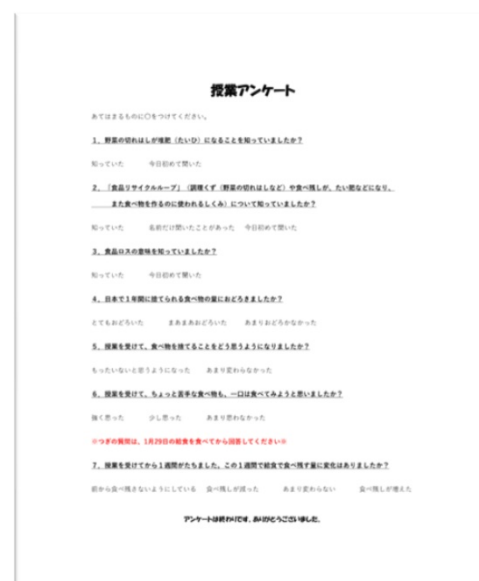 授業アンケート
あてはまるものに〇をつけてください。
1、野菜の切れはしが堆肥（たいひ）になることを知っていましたか？
知っていた 今日初めて聞いた
2、「食品リサイクルループ」（調理くず（野菜の切れはしなど）や食べ残しが、たい肥などになり、
また食べ物を作るのに使われるしくみ）について知っていましたか？
知っていた 名前だけ聞いたことがあった 今日初めて聞いた
3、食品ロスの意味を知っていましたか？
知っていた 今日初めて聞いた
4、日本で1年間に捨てられる食べ物の量におどろきましたか？
とてもおどろいた まあまあおどろいた あまりおどろかなかった
5、授業を受けて、食べ物を捨てることをどう思うようになりましたか？
もったいないと思うようになった あまり変わらなかった
6、授業を受けて、ちょっと苦手な食べ物も、一口は食べてみようと思いましたか？
強く思った 少し思った あまり思わなかった
※つぎの質問は、1月29日の給食を食べてから回答してください※
7、授業を受けてから1週間がたちました。この1週間で給食で食べ残す量に変化はありましたか？
前から食べ残さないようにしている 食べ残しが減った あまり変わらない 食べ残しが増えた
アンケートは終わりです。ありがとうございました。